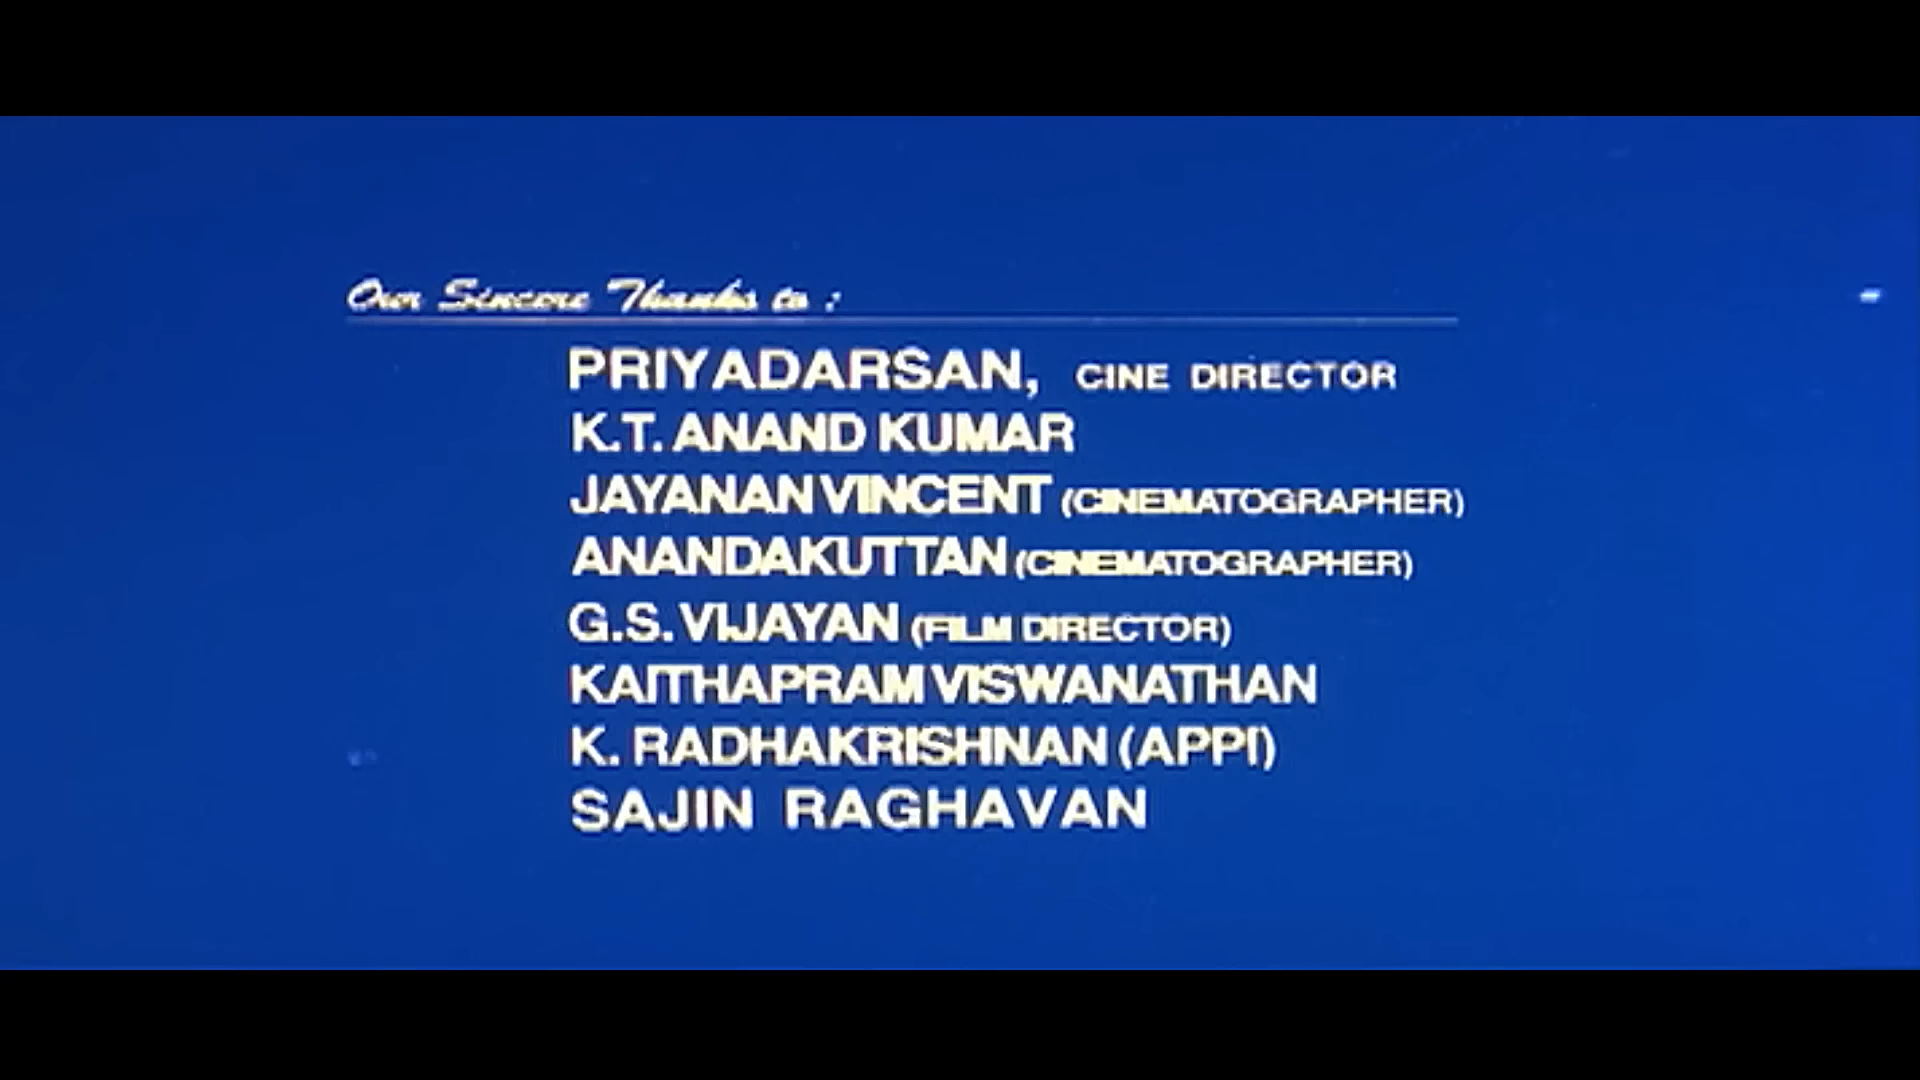 Our Sincere Thanks to :
PRIYADARSAN, CINE DIRECTOR
K.T. ANAND KUMAR
JAYANAN VINCENT (CINEMATOGRAPHER)
ANANDAKUTTAN (CINEMATOGRAPHER)
G.S. VIJAYAN (FILM DIRECTOR)
KAITHAPRAM VISWANATHAN
K. RADHAKRISHNAN (APPI)
SAJIN RAGHAVAN